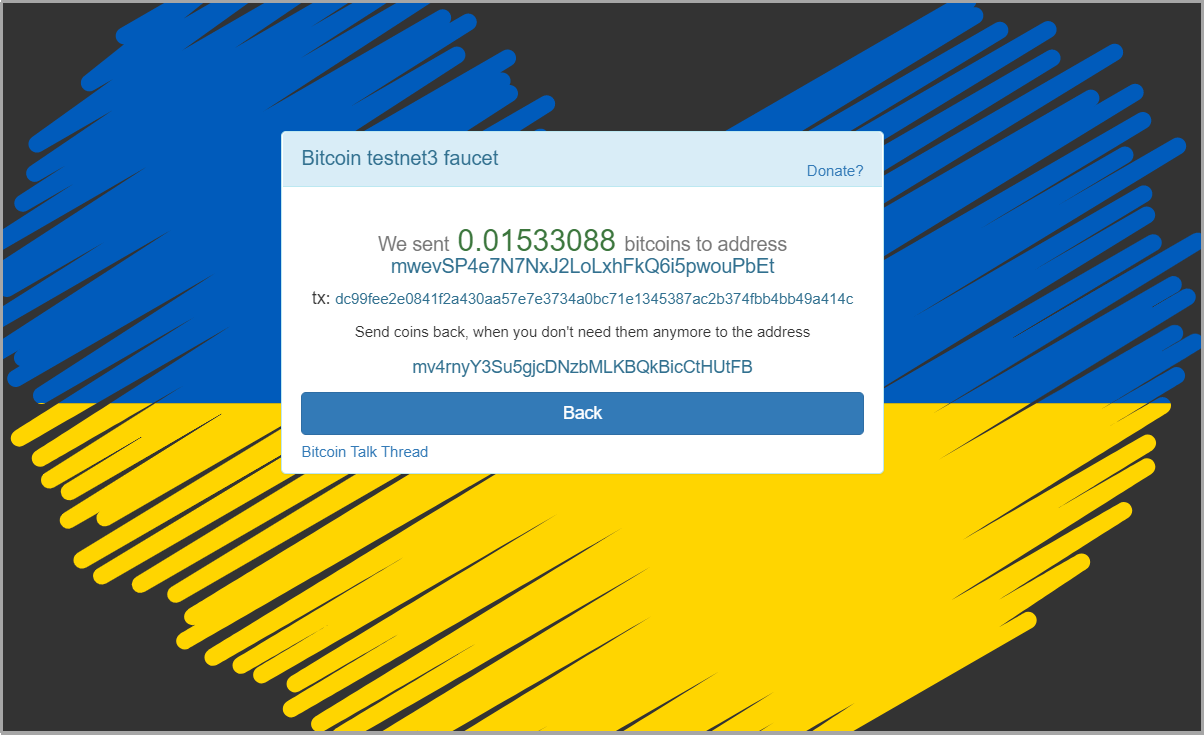 Bitcoin testnet3 faucet
Donate?
We sent 0.01533088 bitcoins to address
mwevSP4e7N7NxJ2LoLxhFkQ6i5pwouPbEt
tx: dc99fee2e0841f2a430aa57e7e3734a0bc71e1345387ac2b374fbb4bb49a414c
Send coins back, when you don't need them anymore to the address
mv4rnyY3Su5gjcDNzbMLKBQkBicCtHUtFB
Back
Bitcoin Talk Thread